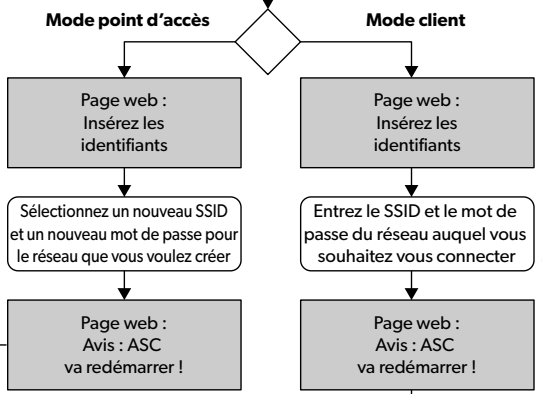 Mode point d'accès
Mode client
Page web :
Insérez les
identifiants
Page web :
Insérez les
identifiants
Sélectionnez un nouveau SSID
et un nouveau mot de passe pour
le réseau que vous voulez créer
Entrez le SSID et le mot de
passe du réseau auquel vous
souhaitez vous connecter
Page web :
Avis : ASC
va redémarrer !
Page web :
Avis : ASC
va redémarrer !